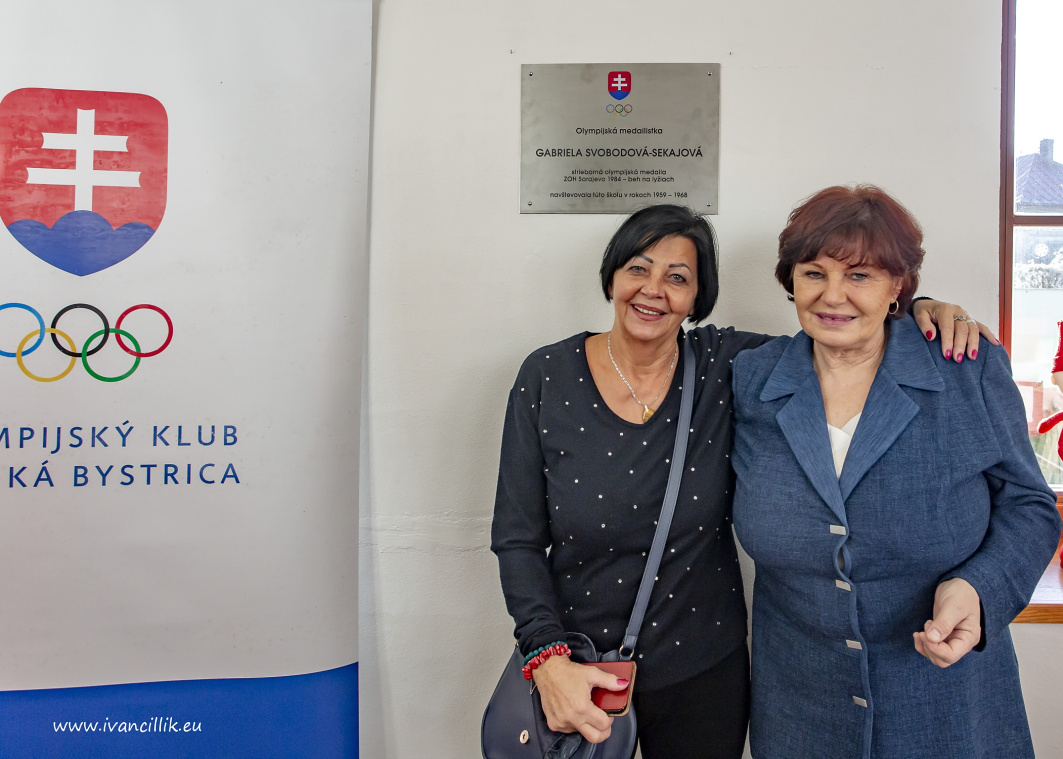 MPIJSKÝ KLUB
KÁ BYSTRICA
www.ivancillik.eu
Olympijská medailistka
GABRIELA SVOBODOVÁ-SEKAJOVÁ
strieborná olympijská medaila
ZOH Sarajevo 1984 – beh na lyžiach
navštevovala túto školu v rokoch 1959 – 1968